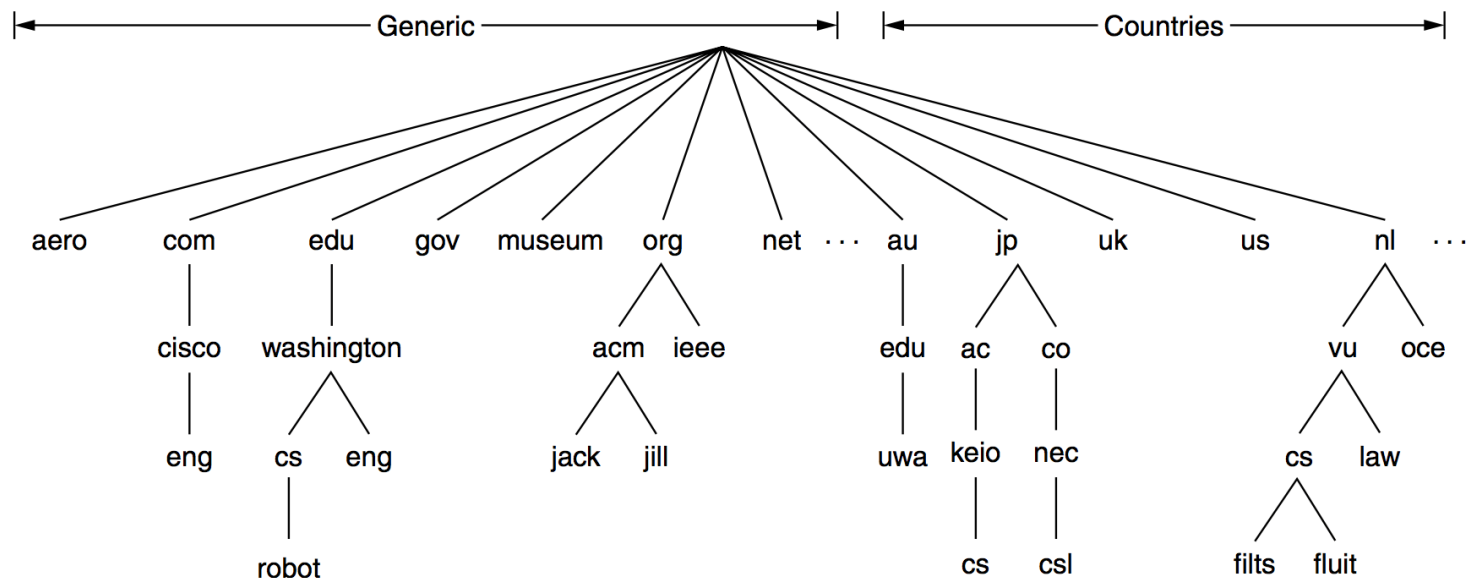 Generic Countries
aero com edu gov museum org net ... au jp uk us nl ...
cisco washington acm ieee edu ac co vu oce
eng cs eng jack jill uwa keio nec cs law
robot cs csl filts fluit